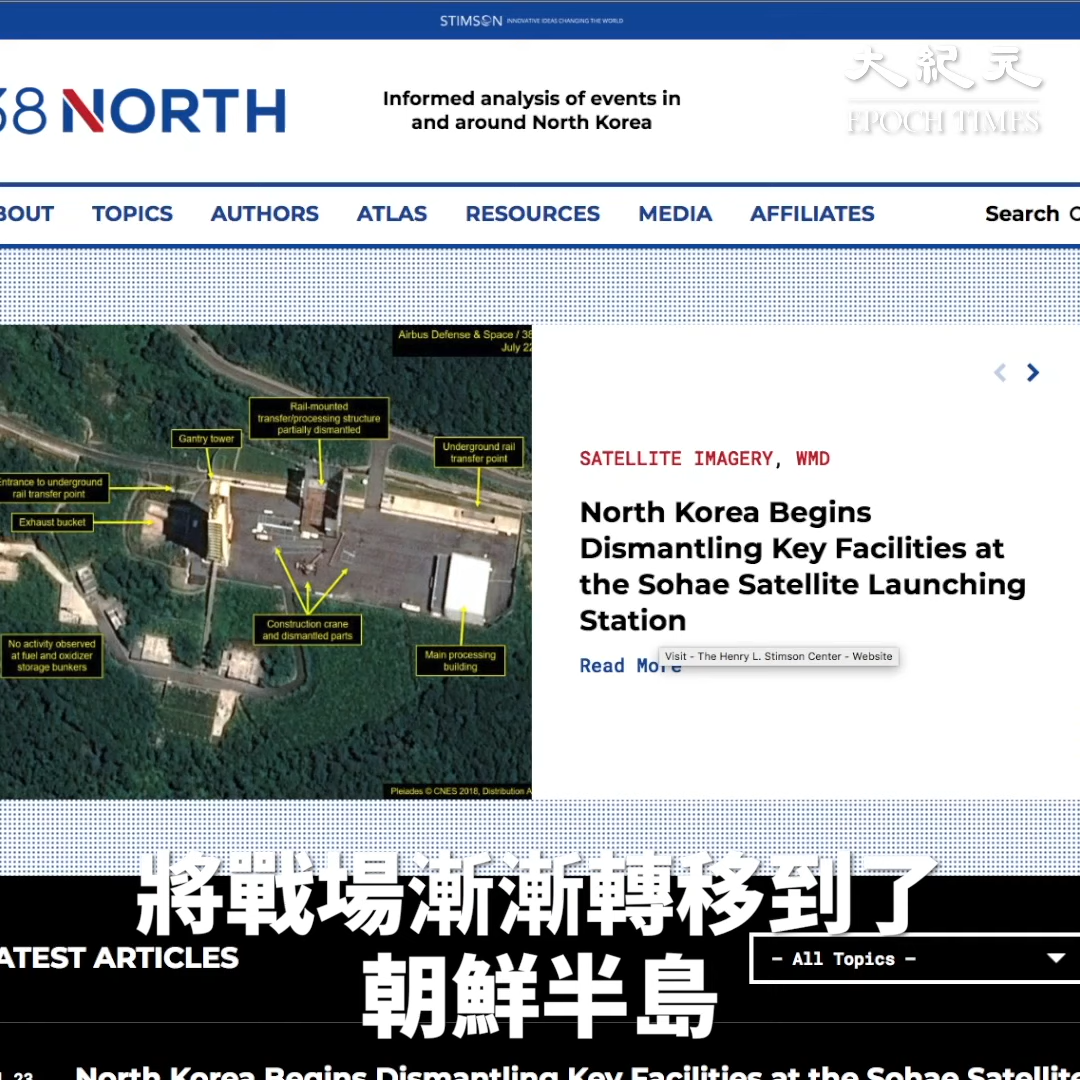 STIMSON INNOVATIVE IDEAS CHANGING THE WORLD
大紀元
EPOCH TIMES
38 NORTH
Informed analysis of events in
and around North Korea
BOUT TOPICS AUTHORS ATLAS RESOURCES MEDIA AFFILIATES Search
Airbus Defense & Space / 38
July 22
Rail-mounted
transfer/processing structure
partially dismantled
Gantry tower
Underground rail
transfer point
Entrance to underground
rail transfer point
Exhaust bucket
Construction crane
and dismantled parts
No activity observed
at fuel and oxidizer
storage bunkers
Main processing
building
Pleiades © CNES 2018, Distribution A
SATELLITE IMAGERY, WMD
North Korea Begins
Dismantling Key Facilities at
the Sohae Satellite Launching
Station
Visit - The Henry L. Stimson Center - Website
Read More
將戰場漸漸轉移到了
朝鮮半島
ATEST ARTICLES
- All Topics -
23 North Korea Begins Dismantling Key Facilities at the Sohae Satellite